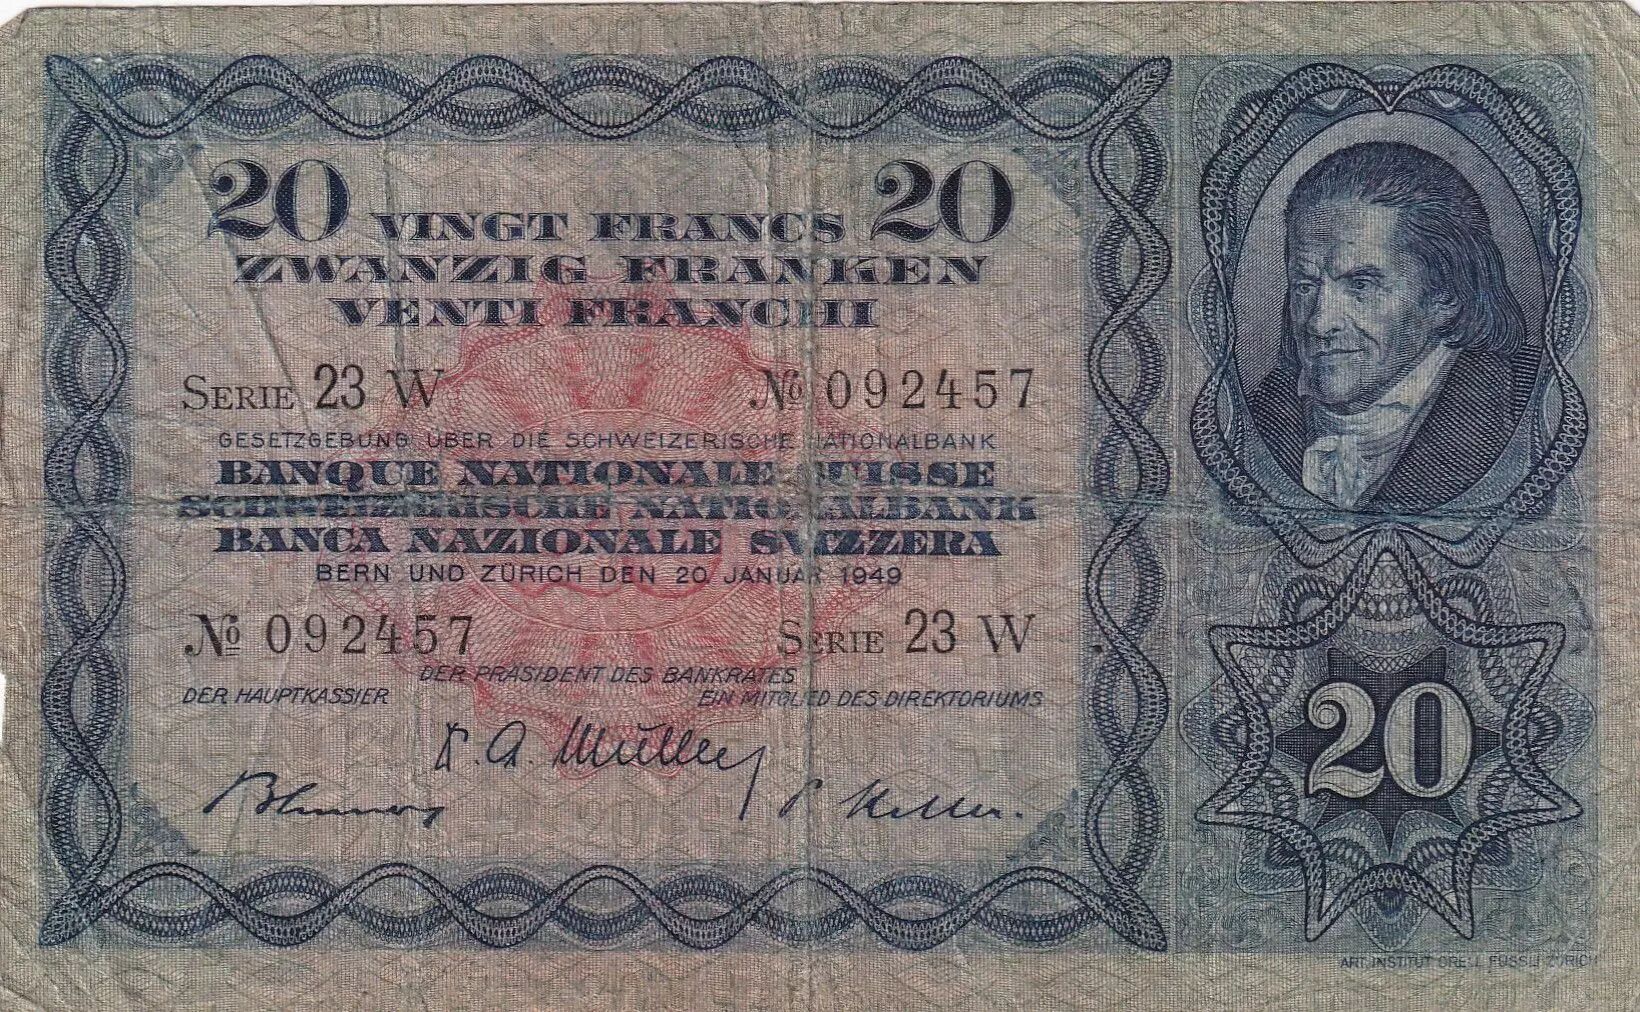 20 VINGT FRANCS 20
ZWANZIG FRANKEN
VENTI FRANCHI
SERIE 23 W № 092457
GESETZGEBUNG ÜBER DIE SCHWEIZERISCHE NATIONALBANK
BANQUE NATIONALE SUISSE
SCHWEIZERISCHE NATIONALBANK
BANCA NAZIONALE SVIZZERA
BERN UND ZÜRICH DEN 20 JANUAR 1949
№ 092457 SERIE 23 W
DER PRÄSIDENT DES BANKRATES
DER HAUPTKASSIER EIN MITGLIED DES DIREKTORIUMS
A. Müller
Keller.
20
ART. INSTITUT ORELL FÜSSLI ZÜRICH